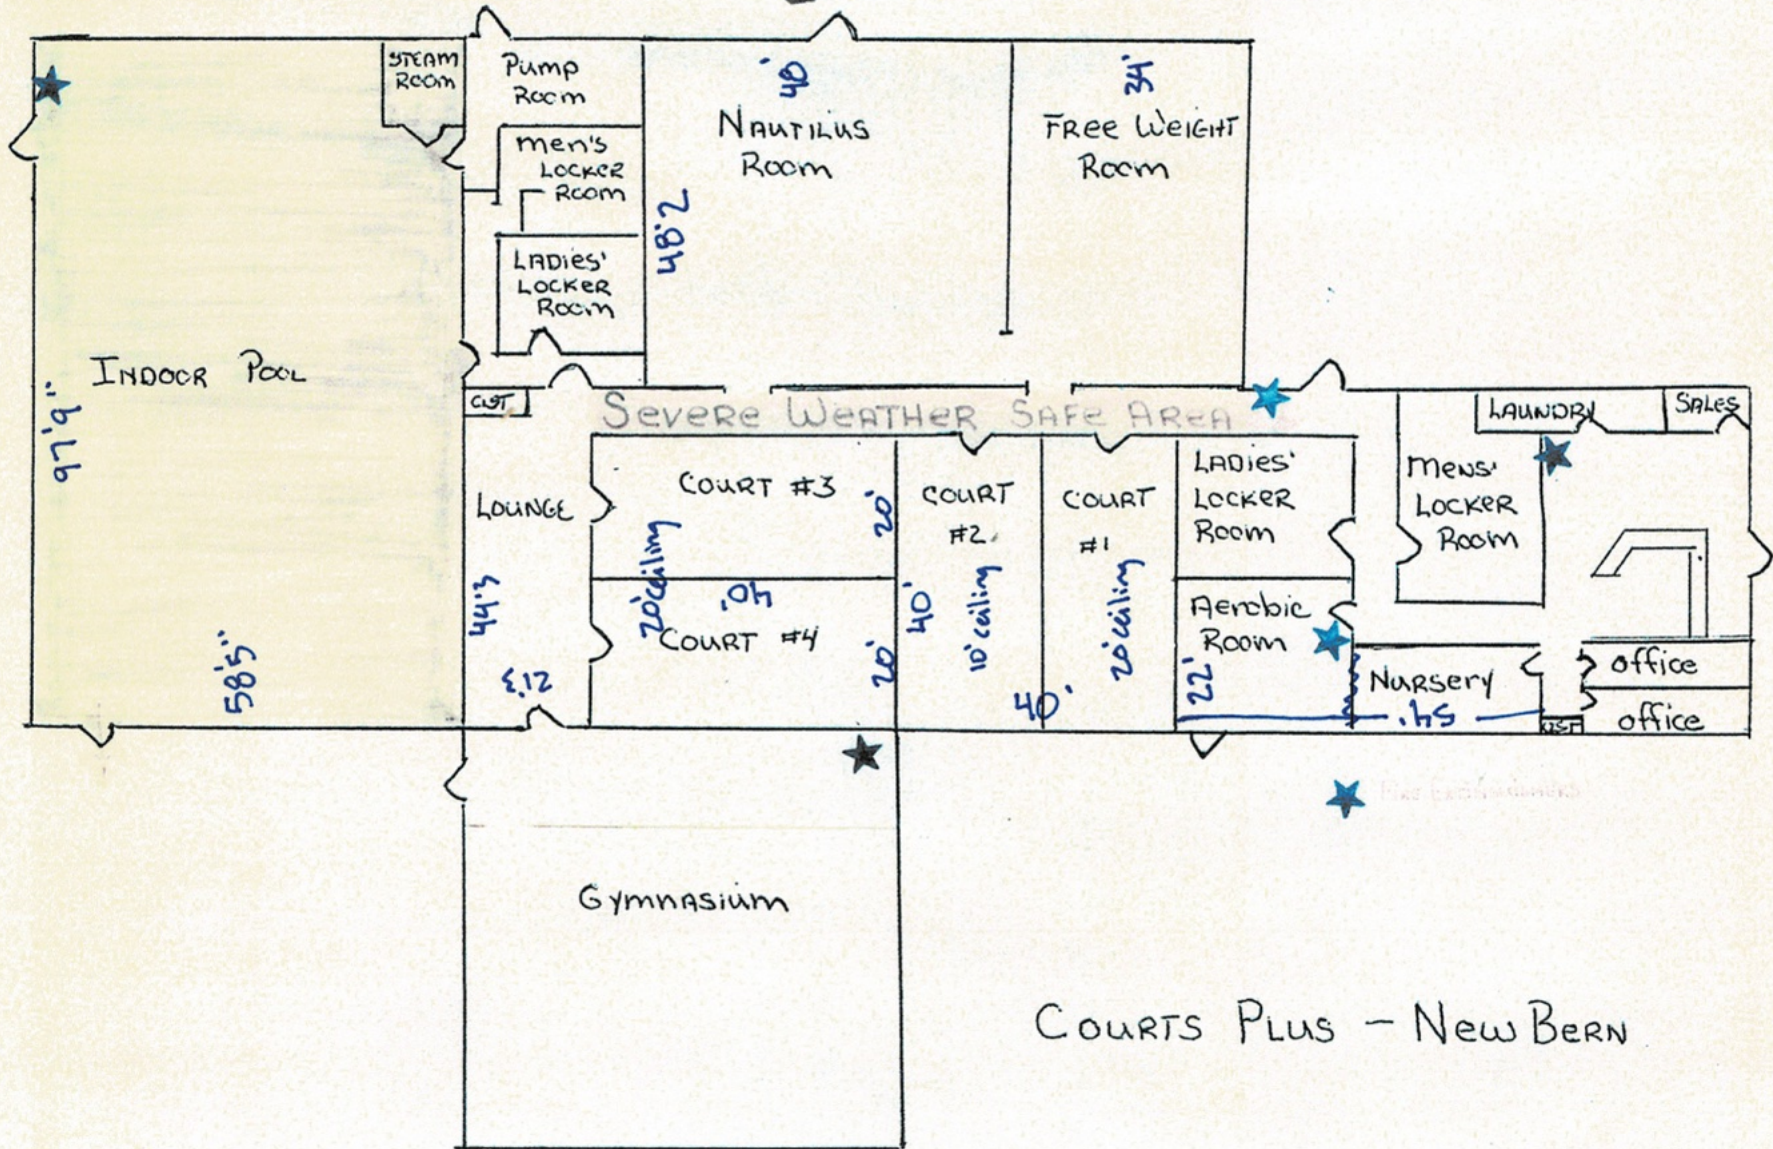 STEAM
ROOM
Pump
Room
40'
34'
NAUTILUS
ROOM
FREE WEIGHT
ROOM
men's
LOCKER
ROOM
48'.2
LADIES'
LOCKER
ROOM
INDOOR POOL
97'.9"
58'.5"
Severe WEATHER SAFE AREA
LAUNDRY
SALES
LOUNGE
44'.3
21'.3
COURT #3
20'
20' ceiling
40'
COURT #4
20'
COURT
#2
40'
10' ceiling
COURT
#1
20' ceiling
40'
LADIES'
LOCKER
ROOM
MENS'
LOCKER
ROOM
Aerobic
ROOM
22'
NURSERY
54'
office
office
FIRE EXTINGUISHERS
Gymnasium
COURTS PLUS - NEW BERN